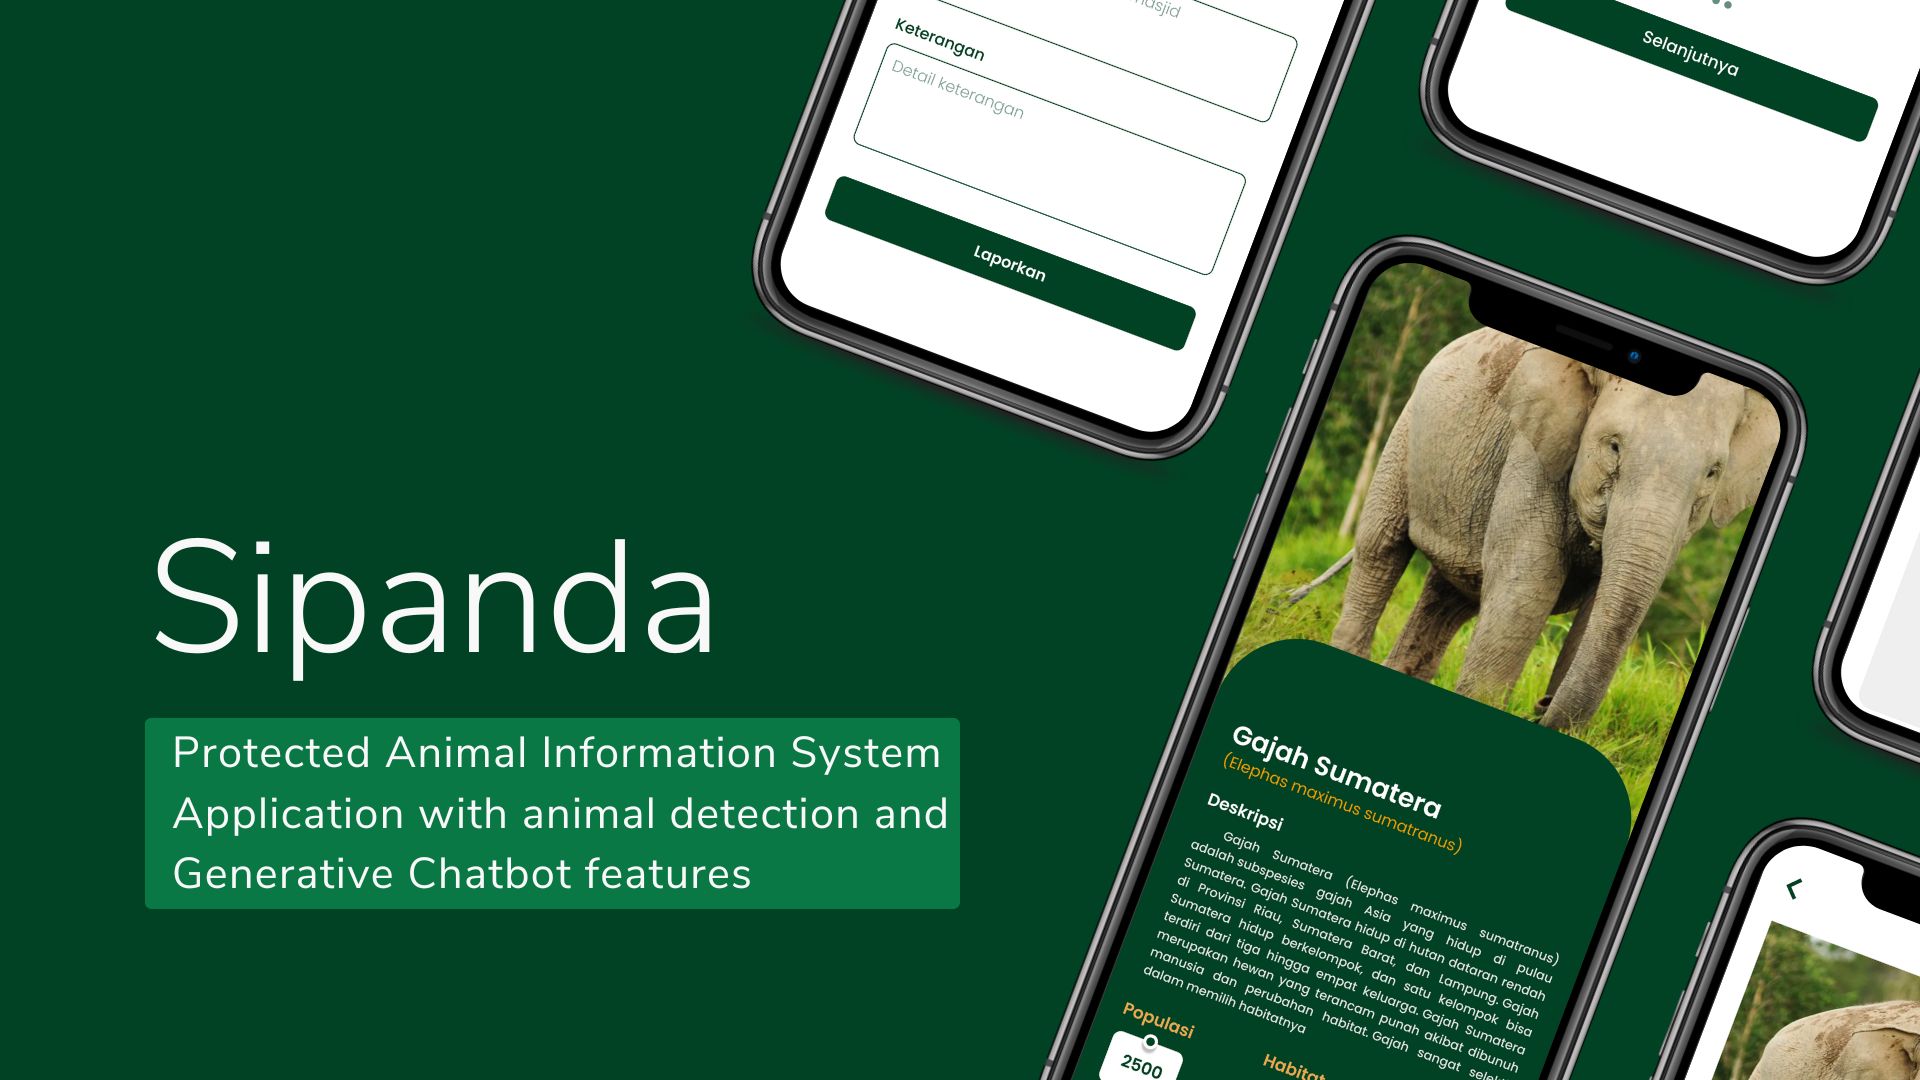 masjid
Keterangan
Detail keterangan
Laporkan
Selanjutnya
Sipanda
Protected Animal Information System
Application with animal detection and
Generative Chatbot features
Gajah Sumatera
(Elephas maximus sumatranus)
Deskripsi
Gajah Sumatera (Elephas maximus sumatranus)
adalah subspesies gajah Asia yang hidup di pulau
Sumatera. Gajah Sumatera hidup di hutan dataran rendah
di Provinsi Riau, Sumatera Barat, dan Lampung. Gajah
Sumatera hidup berkelompok, dan satu kelompok bisa
terdiri dari tiga hingga empat keluarga. Gajah Sumatera
merupakan hewan yang terancam punah akibat dibunuh
manusia dan perubahan habitat. Gajah sangat selek
dalam memilih habitatnya
Populasi
2500
Habitat